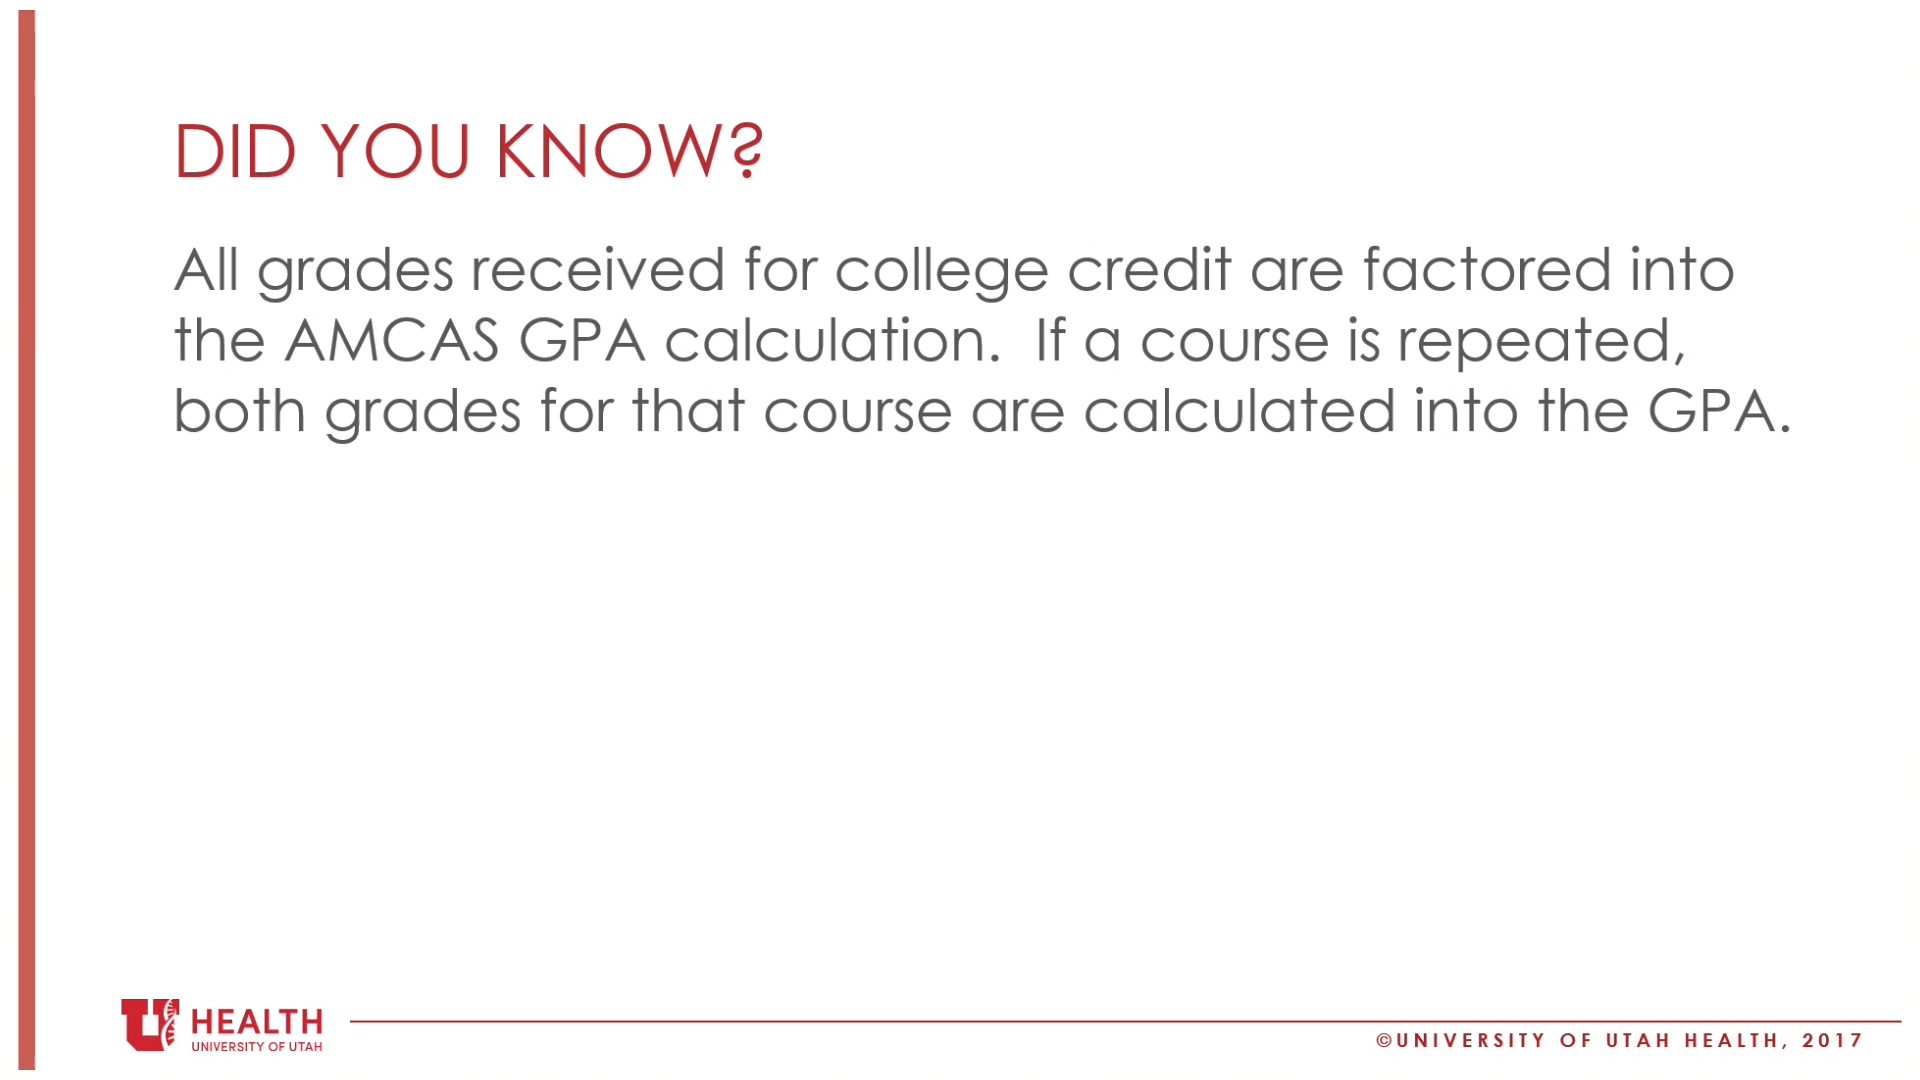 DID YOU KNOW?
All grades received for college credit are factored into
the AMCAS GPA calculation.  If a course is repeated,
both grades for that course are calculated into the GPA.
U HEALTH
UNIVERSITY OF UTAH
©UNIVERSITY OF UTAH HEALTH, 2017